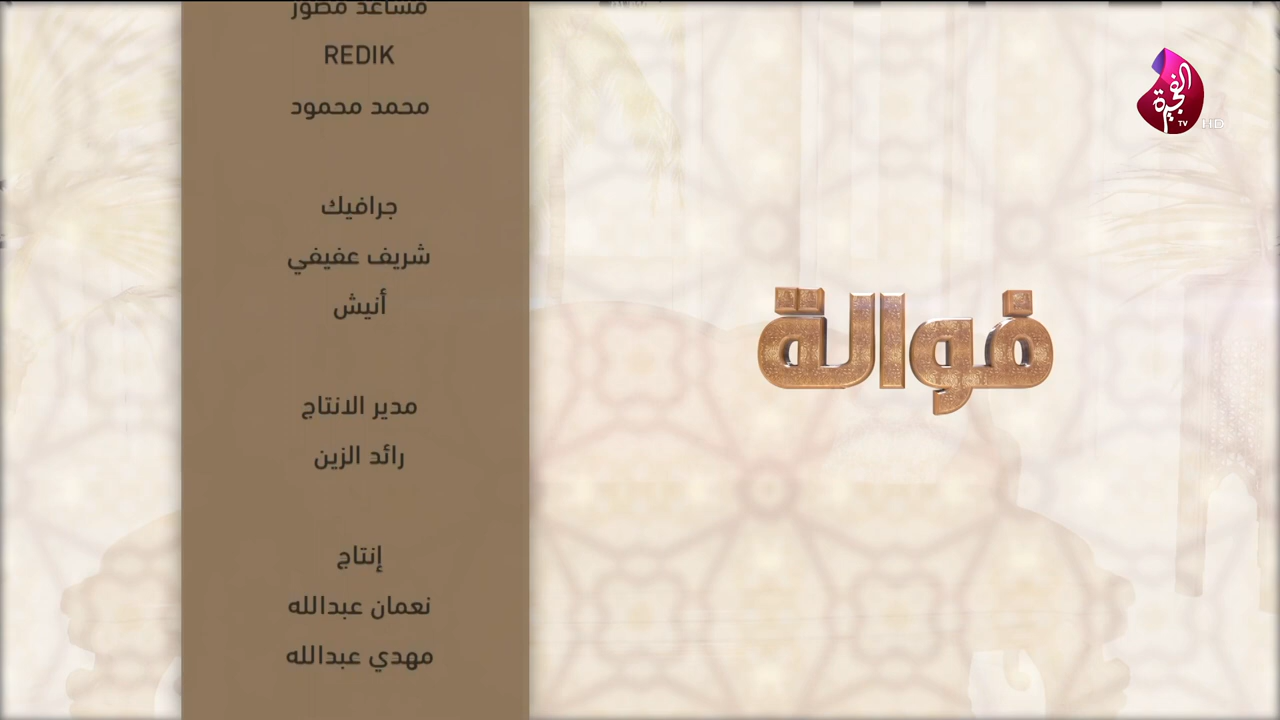 مساعد مصور
REDIK
محمد محمود
جرافيك
شريف عفيفي
أنيش
مدير الانتاج
رائد الزين
إنتاج
نعمان عبدالله
مهدي عبدالله
فوالة
الفجيرة
TV HD